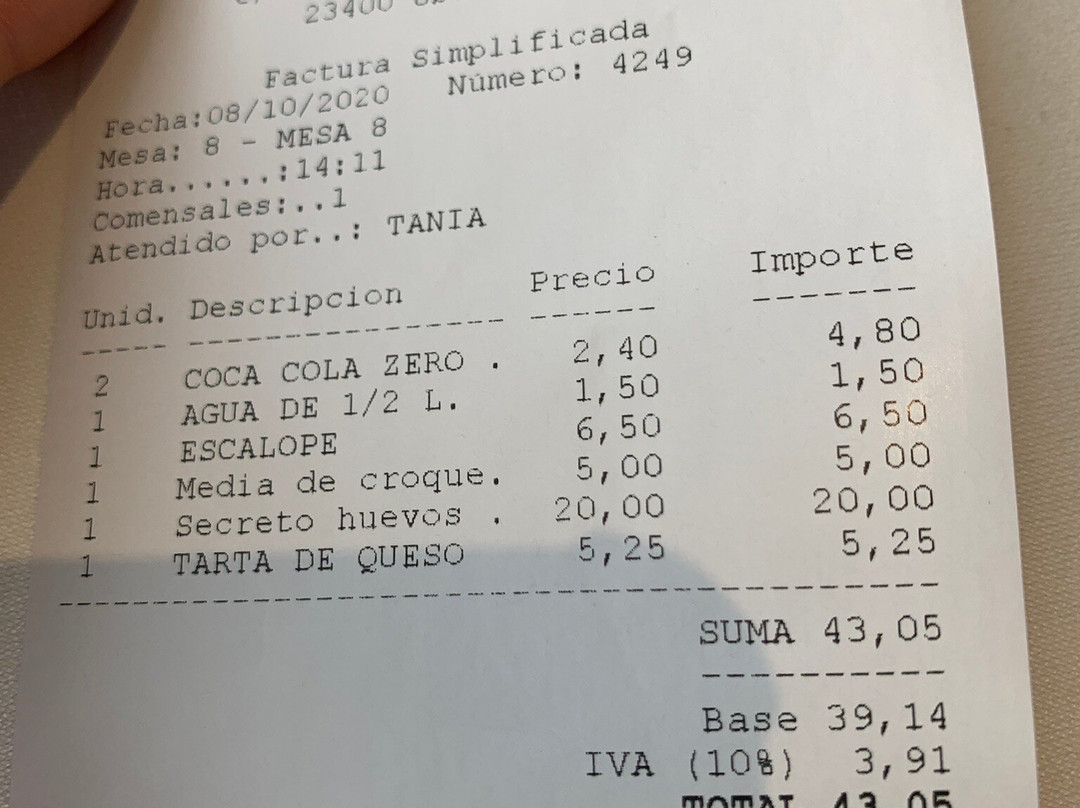 23400
Factura Simplificada
Fecha:08/10/2020 Número: 4249
Mesa: 8 - MESA 8
Hora......:14:11
Comensales:..1
Atendido por..: TANIA
Unid. Descripcion Precio Importe
2 COCA COLA ZERO . 2,40 4,80
1 AGUA DE 1/2 L. 1,50 1,50
1 ESCALOPE 6,50 6,50
1 Media de croque. 5,00 5,00
1 Secreto huevos . 20,00 20,00
1 TARTA DE QUESO 5,25 5,25
SUMA 43,05
Base 39,14
IVA (10%) 3,91
TOTAL 43,05